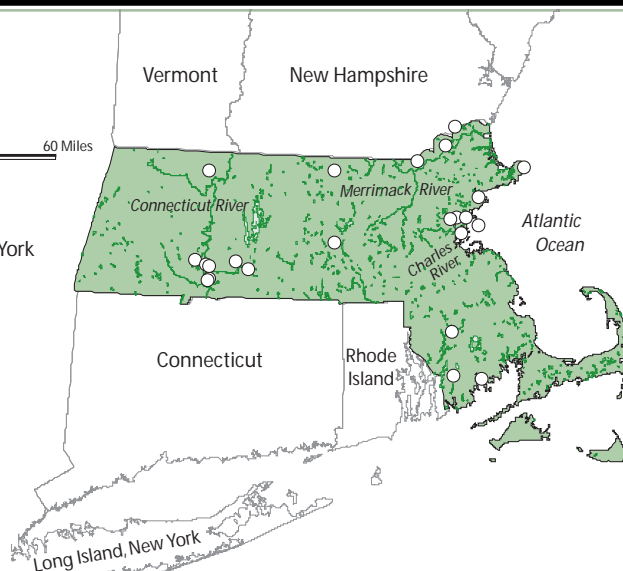 Vermont
New Hampshire
60 Miles
Merrimack River
Connecticut River
Atlantic
Ocean
York
Charles
River
Connecticut
Rhode
Island
Long Island, New York